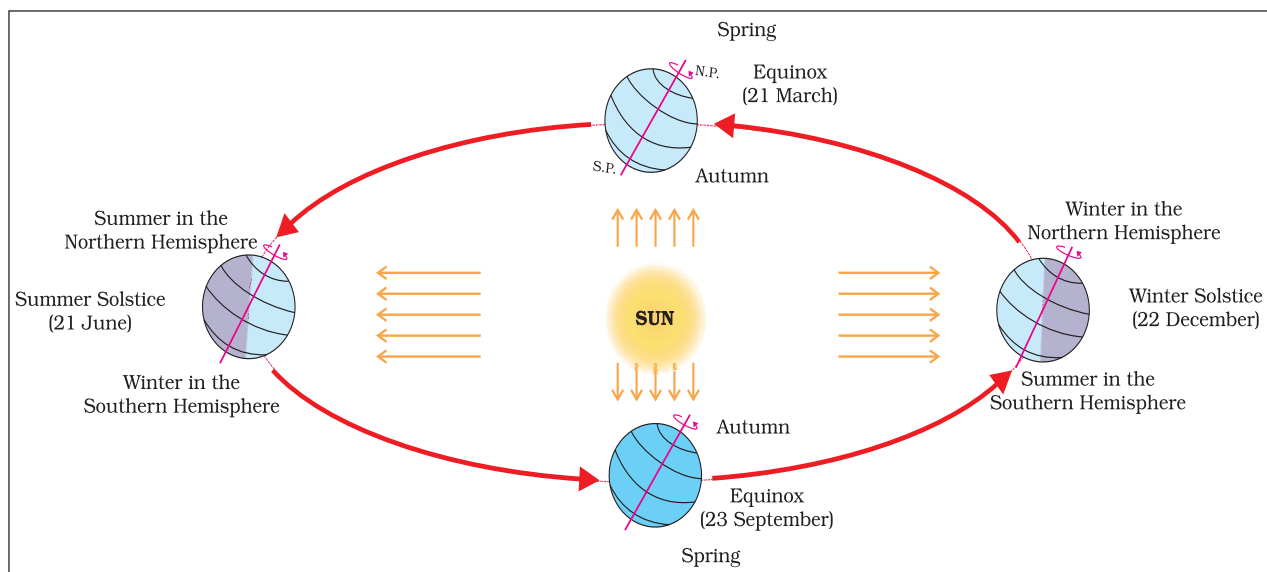 Spring
N.P.
Equinox
(21 March)
S.P.
Autumn
Summer in the
Northern Hemisphere
Winter in the
Northern Hemisphere
Summer Solstice
(21 June)
SUN
Winter Solstice
(22 December)
Winter in the
Southern Hemisphere
Summer in the
Southern Hemisphere
Autumn
Equinox
(23 September)
Spring